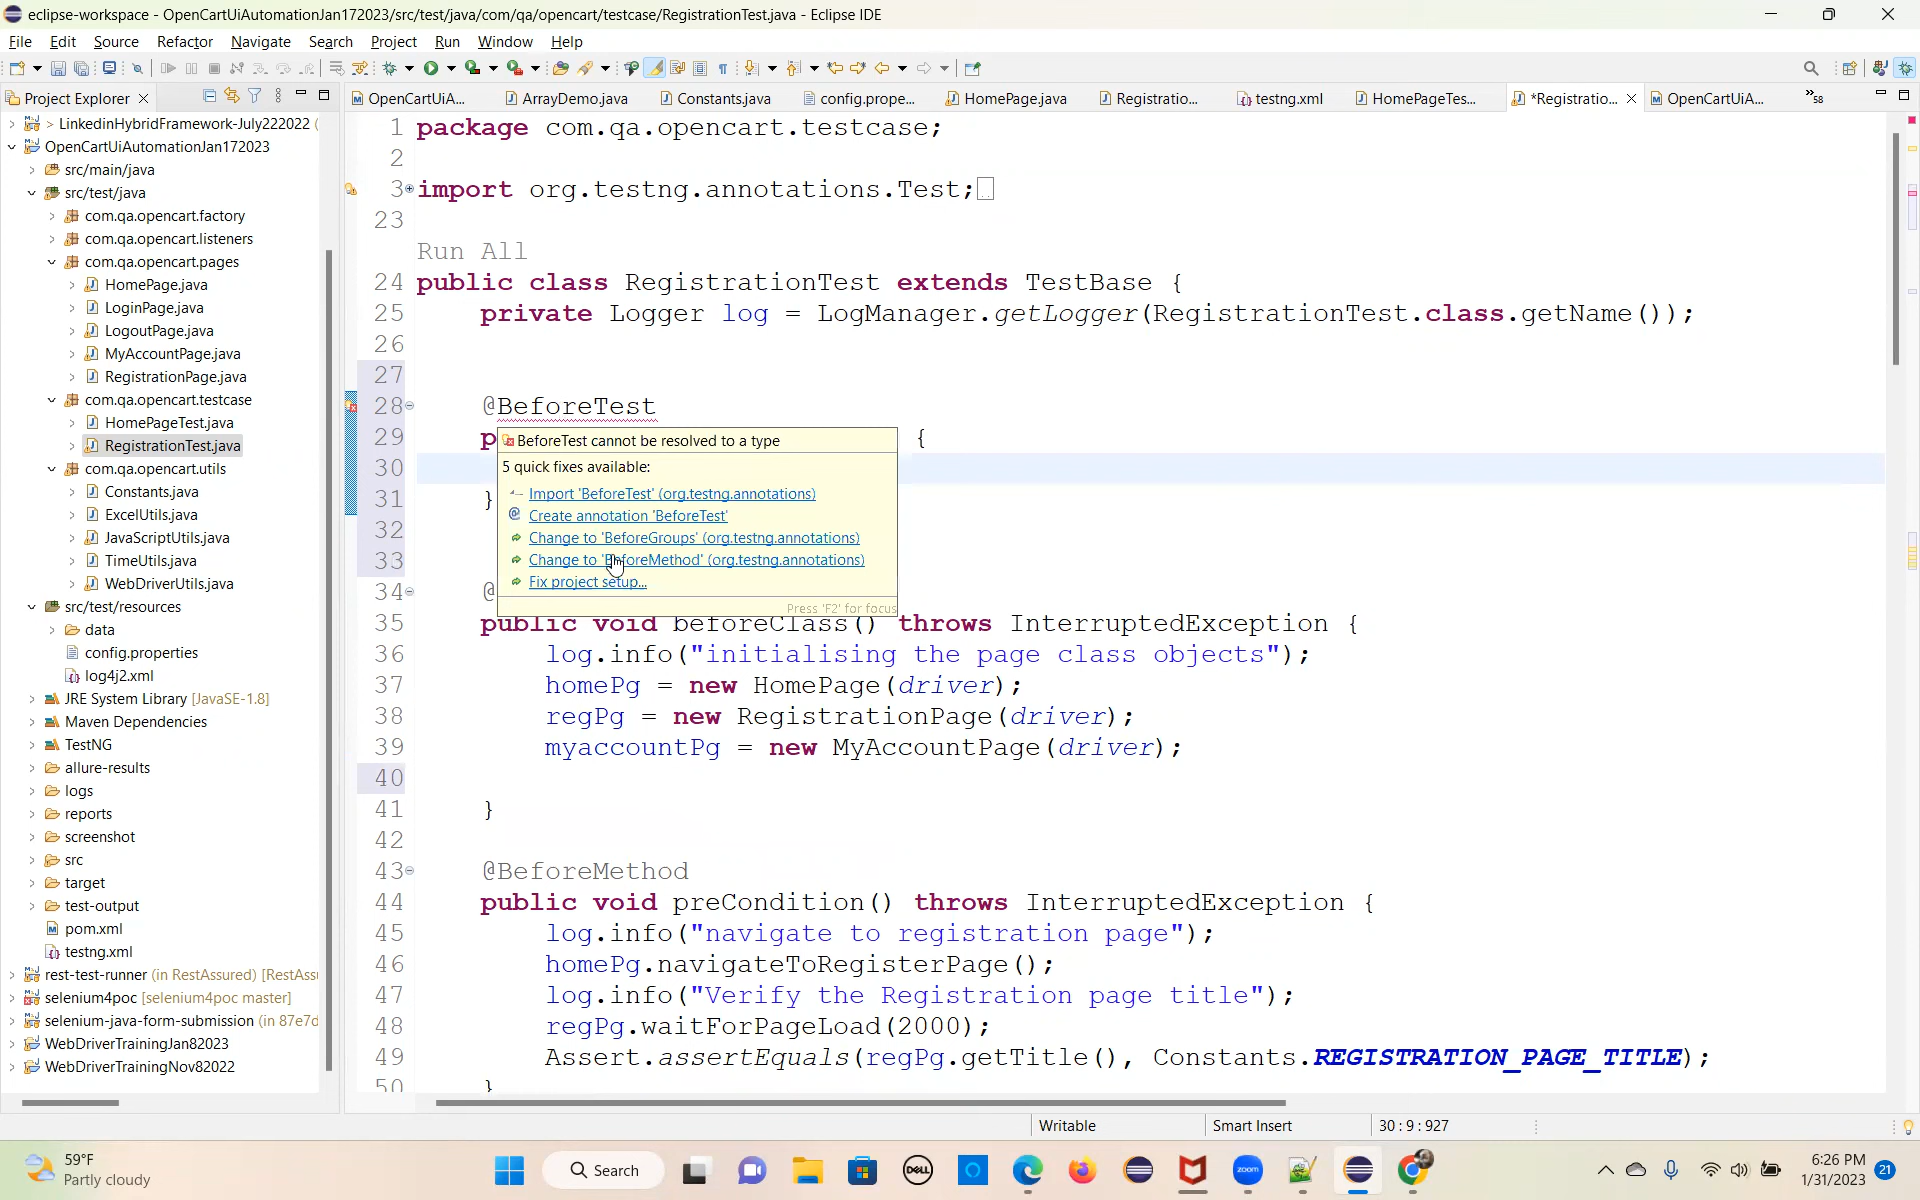 eclipse-workspace - OpenCartUiAutomationJan172023/src/test/java/com/qa/opencart/testcase/RegistrationTest.java - Eclipse IDE
File Edit Source Refactor Navigate Search Project Run Window Help
Project Explorer
OpenCartUiA... ArrayDemo.java Constants.java config.prope... HomePage.java Registratio... testng.xml HomePageTes... *Registratio... OpenCartUiA... »58
> LinkedinHybridFramework-July222022 (
OpenCartUiAutomationJan172023
src/main/java
src/test/java
com.qa.opencart.factory
com.qa.opencart.listeners
com.qa.opencart.pages
HomePage.java
LoginPage.java
LogoutPage.java
MyAccountPage.java
RegistrationPage.java
com.qa.opencart.testcase
HomePageTest.java
RegistrationTest.java
com.qa.opencart.utils
Constants.java
ExcelUtils.java
JavaScriptUtils.java
TimeUtils.java
WebDriverUtils.java
src/test/resources
data
config.properties
log4j2.xml
JRE System Library [JavaSE-1.8]
Maven Dependencies
TestNG
allure-results
logs
reports
screenshot
src
target
test-output
pom.xml
testng.xml
rest-test-runner (in RestAssured) [RestAssu
selenium4poc [selenium4poc master]
selenium-java-form-submission (in 87e7d
WebDriverTrainingJan82023
WebDriverTrainingNov82022
1 package com.qa.opencart.testcase;
2
3 import org.testng.annotations.Test;
23
Run All
24 public class RegistrationTest extends TestBase {
25 private Logger log = LogManager.getLogger(RegistrationTest.class.getName());
26
27
28 @BeforeTest
29 p {
30
31 }
32
33
34 @
35 public void beforeClass() throws InterruptedException {
36 log.info("initialising the page class objects");
37 homePg = new HomePage(driver);
38 regPg = new RegistrationPage(driver);
39 myaccountPg = new MyAccountPage(driver);
40
41 }
42
43 @BeforeMethod
44 public void preCondition() throws InterruptedException {
45 log.info("navigate to registration page");
46 homePg.navigateToRegisterPage();
47 log.info("Verify the Registration page title");
48 regPg.waitForPageLoad(2000);
49 Assert.assertEquals(regPg.getTitle(), Constants.REGISTRATION_PAGE_TITLE);
50 }
BeforeTest cannot be resolved to a type
5 quick fixes available:
Import 'BeforeTest' (org.testng.annotations)
Create annotation 'BeforeTest'
Change to 'BeforeGroups' (org.testng.annotations)
Change to 'BeforeMethod' (org.testng.annotations)
Fix project setup...
Press 'F2' for focus
Writable Smart Insert 30 : 9 : 927
59°F
Partly cloudy
Search
DELL
zoom
6:26 PM
1/31/2023
21